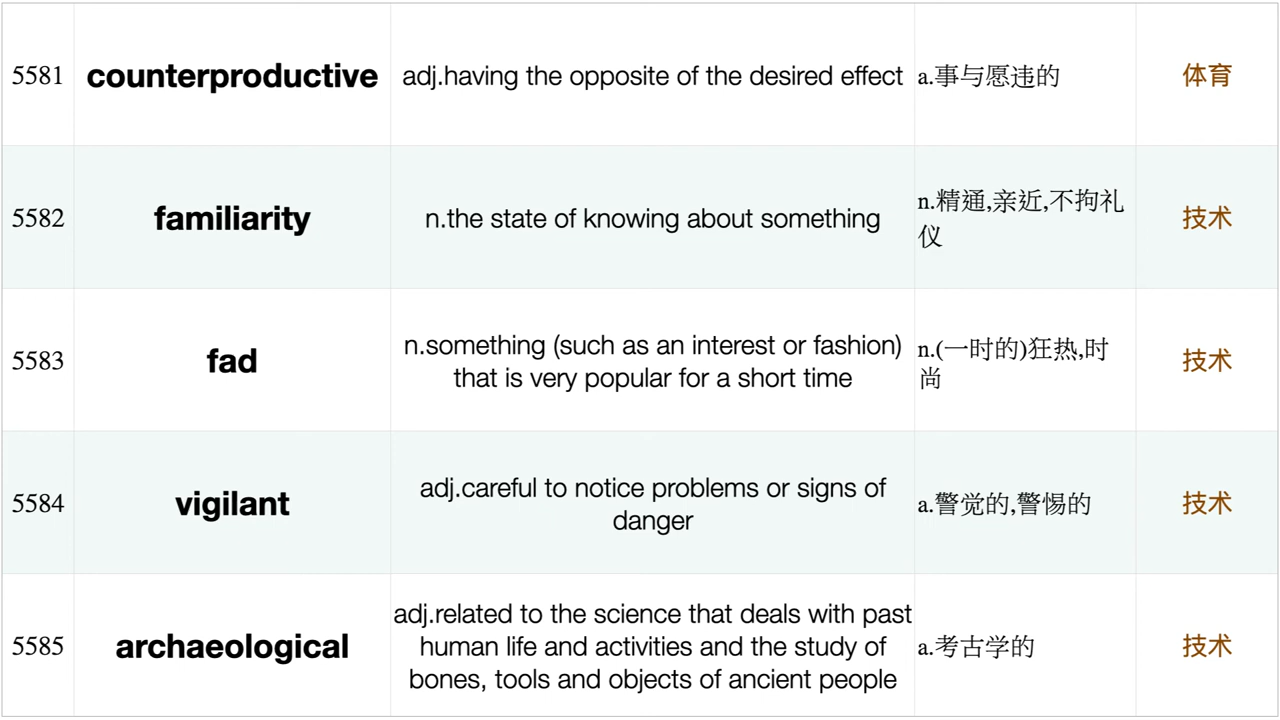 5581 counterproductive adj.having the opposite of the desired effect a.事与愿违的 体育
5582 familiarity n.the state of knowing about something n.精通,亲近,不拘礼
仪 技术
5583 fad n.something (such as an interest or fashion)
that is very popular for a short time n.(一时的)狂热,时
尚 技术
5584 vigilant adj.careful to notice problems or signs of
danger a.警觉的,警惕的 技术
5585 archaeological adj.related to the science that deals with past
human life and activities and the study of
bones, tools and objects of ancient people a.考古学的 技术